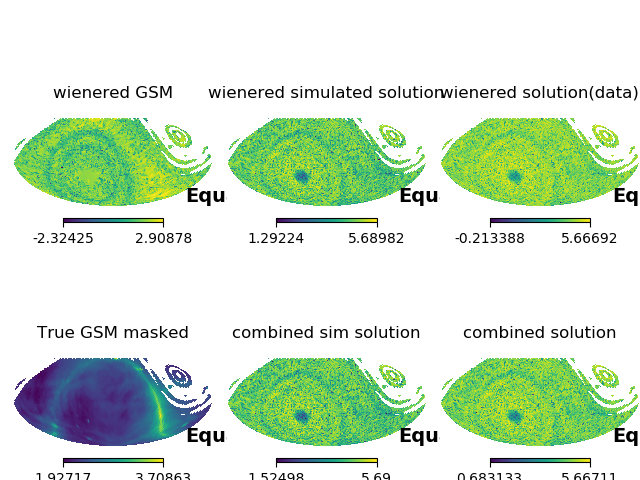 wienered GSM
wienered simulated solution
wienered solution(data)
Equ
Equ
Eq
-2.32425 2.90878
1.29224 5.68982
-0.213388 5.66692
True GSM masked
combined sim solution
combined solution
Equ
Equ
Eq
1.92717 3.70863
1.52498 5.69
0.683133 5.66711